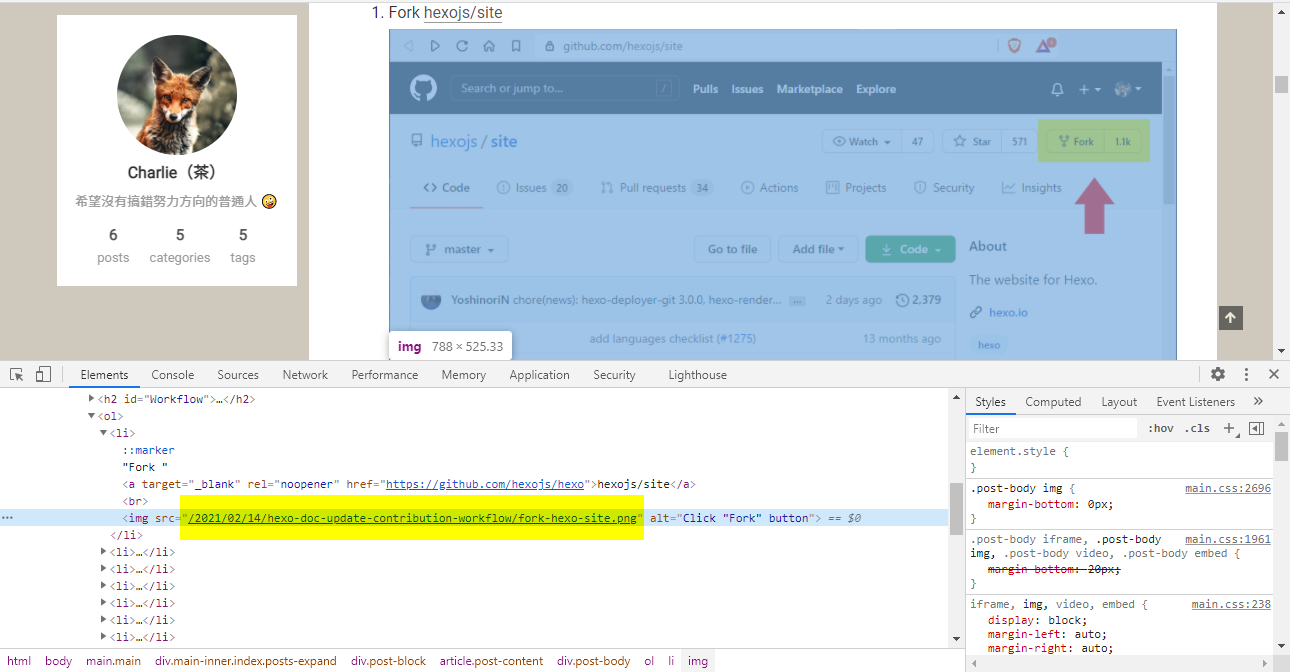 1. Fork hexojs/site
Charlie（茶）
希望沒有搞錯努力方向的普通人 🤪
6 5 5
posts categories tags
github.com/hexojs/site
Search or jump to... / Pulls Issues Marketplace Explore
hexojs / site Watch 47 Star 571 Fork 1.1k
<> Code Issues 20 Pull requests 34 Actions Projects Security Insights
master Go to file Add file Code About
The website for Hexo.
YoshinoriN chore(news): hexo-deployer-git 3.0.0, hexo-render... ... 2 days ago 2,379
hexo.io
add languages checklist (#1275) 13 months ago
hexo
img 788 × 525.33
Elements Console Sources Network Performance Memory Application Security Lighthouse
<h2 id="Workflow">…</h2>
<ol>
<li>
::marker
"Fork "
<a target="_blank" rel="noopener" href="https://github.com/hexojs/hexo">hexojs/site</a>
<br>
<img src="/2021/02/14/hexo-doc-update-contribution-workflow/fork-hexo-site.png" alt="Click "Fork" button"> == $0
</li>
<li>…</li>
<li>…</li>
<li>…</li>
<li>…</li>
<li>…</li>
<li>…</li>
html body main.main div.main-inner.index.posts-expand div.post-block article.post-content div.post-body ol li img
Styles Computed Layout Event Listeners »
Filter :hov .cls +
element.style {
}
.post-body img { main.css:2696
margin-bottom: 0px;
}
.post-body iframe, .post-body main.css:1961
img, .post-body video, .post-body embed {
margin-bottom: 20px;
}
iframe, img, video, embed { main.css:238
display: block;
margin-left: auto;
margin-right: auto;